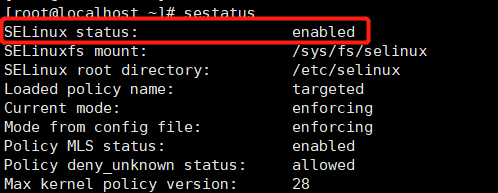 [root@localhost ~]# sestatus
SELinux status:                 enabled
SELinuxfs mount:                /sys/fs/selinux
SELinux root directory:         /etc/selinux
Loaded policy name:             targeted
Current mode:                   enforcing
Mode from config file:          enforcing
Policy MLS status:              enabled
Policy deny_unknown status:     allowed
Max kernel policy version:      28